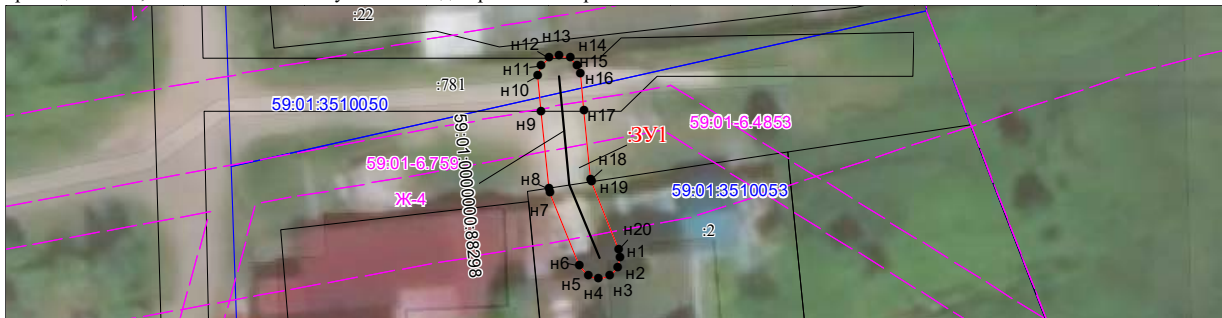 :22
н13
н12
н14
н15
н11
н16
н10
:781
59:01:3510050
н9
н17
59:01-6.4853
:ЗУ1
59:01-6.759
н18
н8
н19
59:01:3510053
Ж-4
н7
59:01:0000000:88298
н20
:2
н1
н6
н2
н5
н3
н4